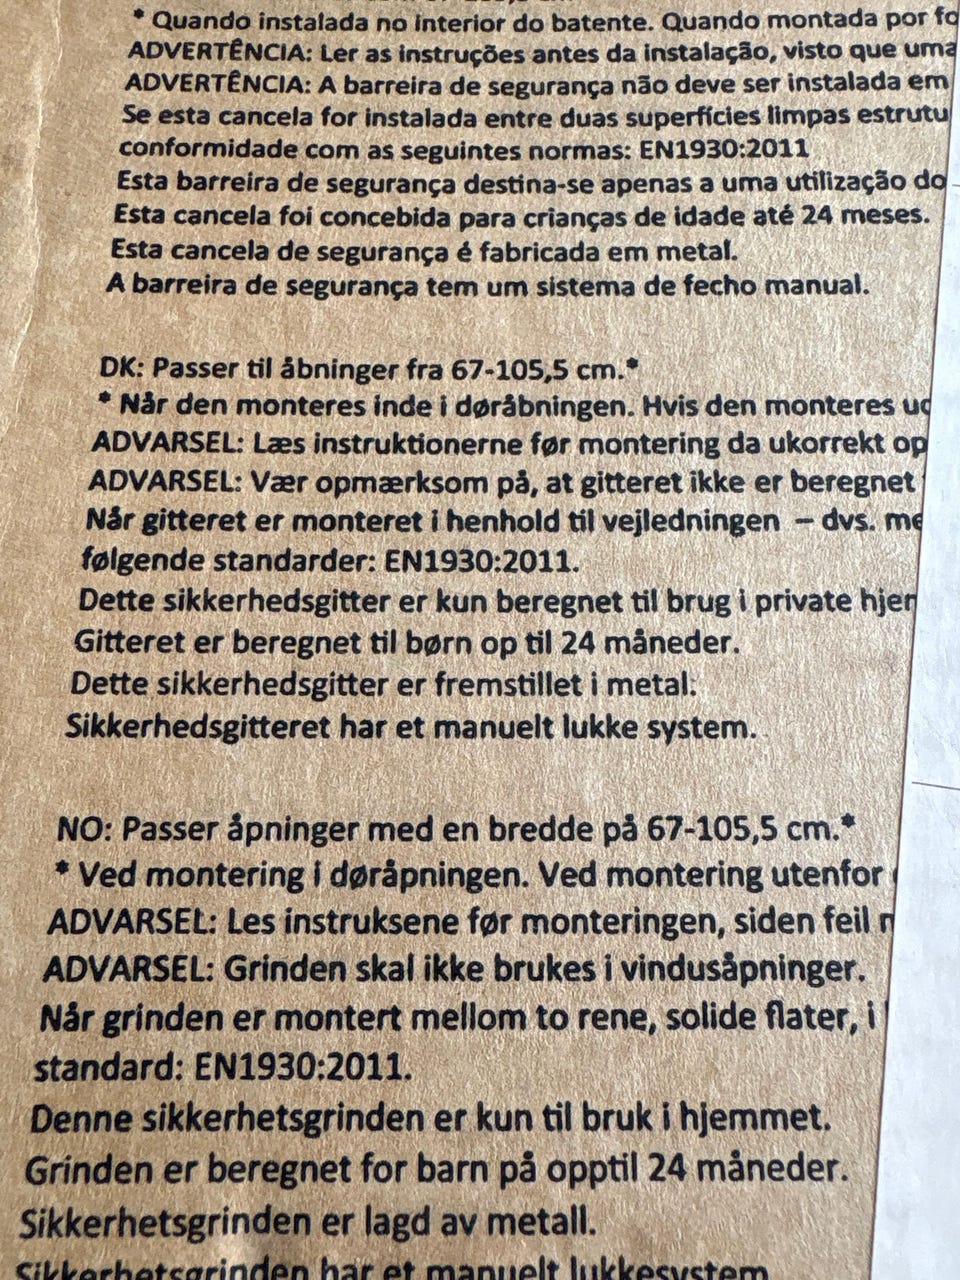 * Quando instalada no interior do batente. Quando montada por
ADVERTÊNCIA: Ler as instruções antes da instalação, visto que uma
ADVERTÊNCIA: A barreira de segurança não deve ser instalada em
Se esta cancela for instalada entre duas superfícies limpas
conformidade com as seguintes normas: EN1930:2011
Esta barreira de segurança destina-se apenas a uma utilização
Esta cancela foi concebida para crianças de idade até 24 meses.
Esta cancela de segurança é fabricada em metal.
A barreira de segurança tem um sistema de fecho manual.
DK: Passer til åbninger fra 67-105,5 cm.*
* Når den monteres inde i døråbningen. Hvis den monteres
ADVARSEL: Læs instruktionerne før montering da ukorrekt
ADVARSEL: Vær opmærksom på, at gitteret ikke er beregnet
Når gitteret er monteret i henhold til vejledningen – dvs.
følgende standarder: EN1930:2011.
Dette sikkerhedsgitter er kun beregnet til brug i private
Gitteret er beregnet til børn op til 24 måneder.
Dette sikkerhedsgitter er fremstillet i metal.
Sikkerhedsgitteret har et manuelt lukke system.
NO: Passer åpninger med en bredde på 67-105,5 cm.*
* Ved montering i døråpningen. Ved montering utenfor
ADVARSEL: Les instruksene før monteringen, siden feil
ADVARSEL: Grinden skal ikke brukes i vindusåpninger.
Når grinden er montert mellom to rene, solide flater, i
standard: EN1930:2011.
Denne sikkerhetsgrinden er kun til bruk i hjemmet.
Grinden er beregnet for barn på opptil 24 måneder.
Sikkerhetsgrinden er lagd av metall.
Sikkerhetsgrinden har et manuelt lukkesystem